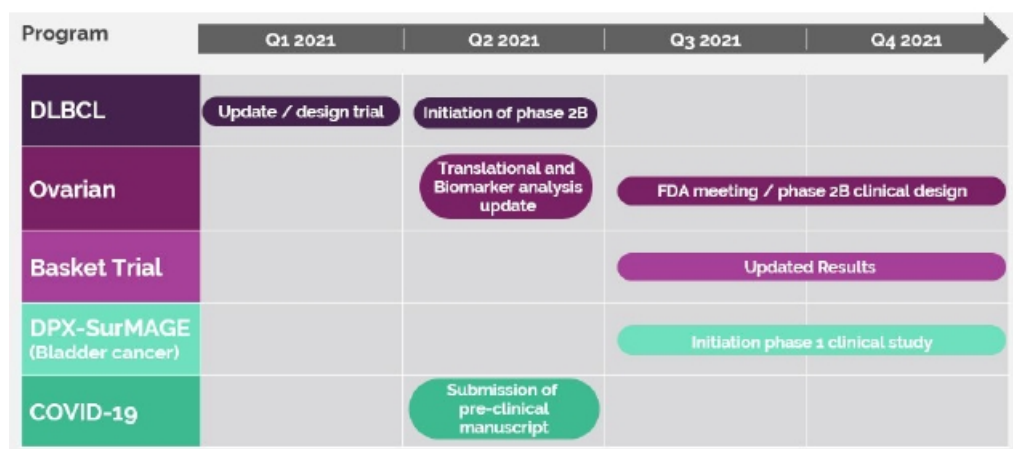 Program
Q1 2021
Q2 2021
Q3 2021
Q4 2021
DLBCL
Update / design trial
Initiation of phase 2B
Ovarian
Translational and
Biomarker analysis
update
FDA meeting / phase 2B clinical design
Basket Trial
Updated Results
DPX-SurMAGE
(Bladder cancer)
Initiation phase 1 clinical study
COVID-19
Submission of
pre-clinical
manuscript